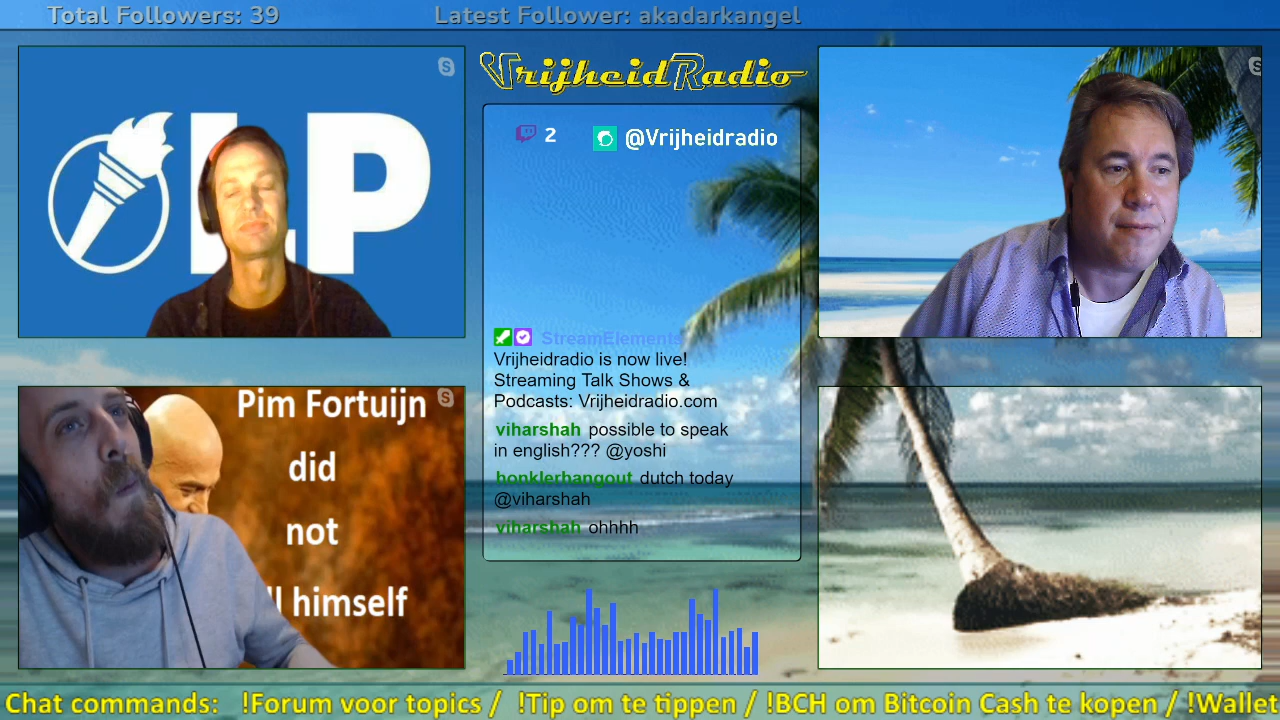 Total Followers: 39
Latest Follower: akadarkangel
VrijheidRadio
LP
2
@Vrijheidradio
StreamElements
Vrijheidradio is now live!
Streaming Talk Shows &
Podcasts: Vrijheidradio.com
viharshah possible to speak
in english??? @yoshi
honklerhangout dutch today
@viharshah
viharshah ohhhh
Pim Fortuijn
did
not
himself
Chat commands: !Forum voor topics / !Tip om te tippen / !BCH om Bitcoin Cash te kopen / !Wallet